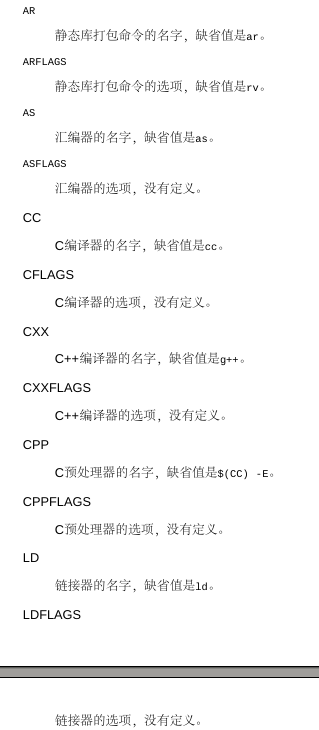 AR
静态库打包命令的名字，缺省值是ar。
ARFLAGS
静态库打包命令的选项，缺省值是rv。
AS
汇编器的名字，缺省值是as。
ASFLAGS
汇编器的选项，没有定义。
CC
C编译器的名字，缺省值是cc。
CFLAGS
C编译器的选项，没有定义。
CXX
C++编译器的名字，缺省值是g++。
CXXFLAGS
C++编译器的选项，没有定义。
CPP
C预处理器的名字，缺省值是$(CC) -E。
CPPFLAGS
C预处理器的选项，没有定义。
LD
链接器的名字，缺省值是ld。
LDFLAGS
链接器的选项，没有定义。